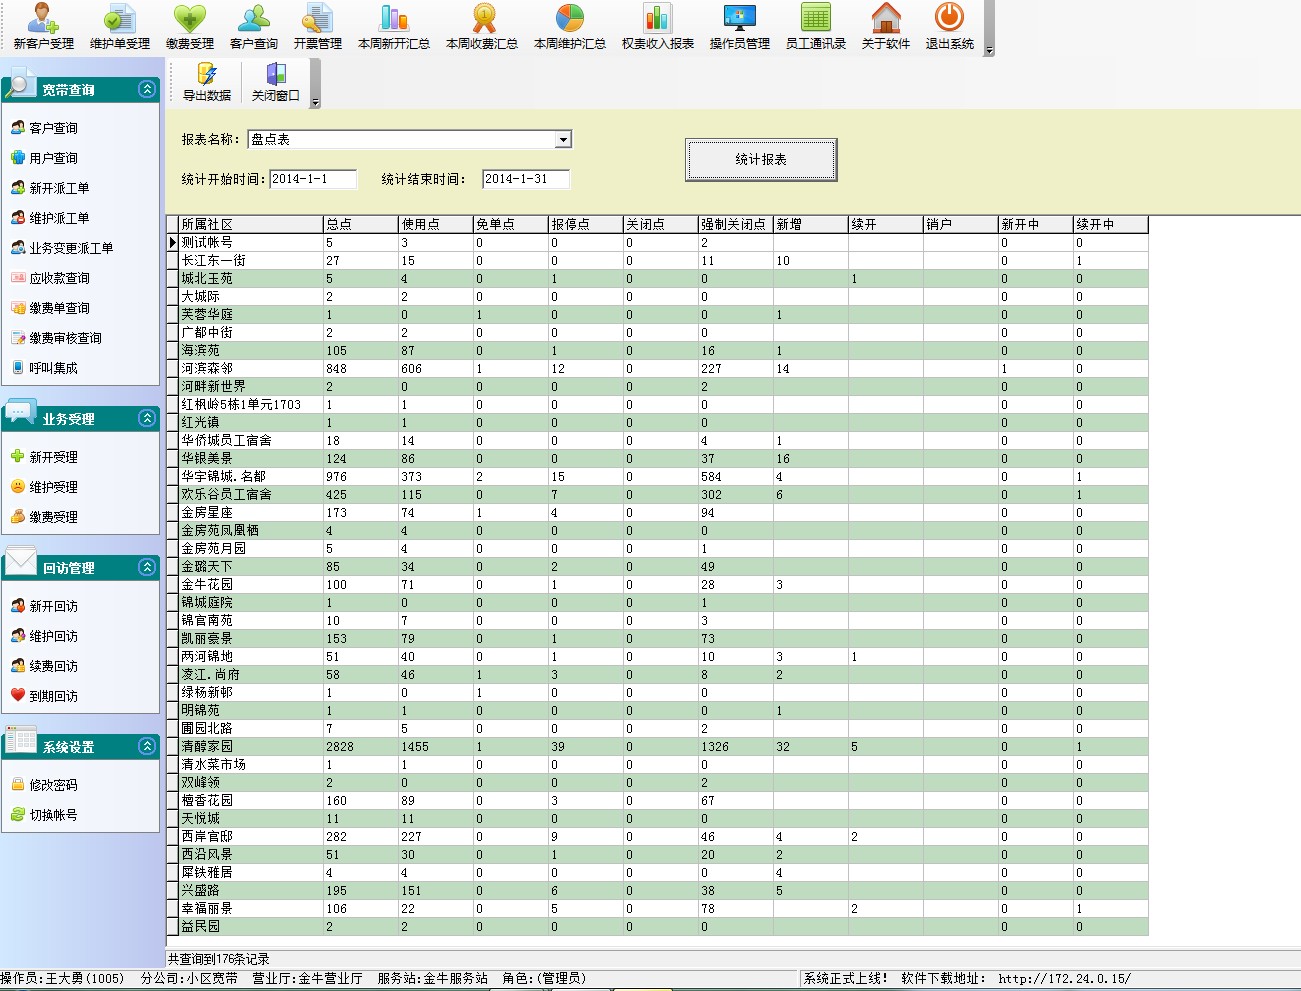 新客户受理 维护单受理 缴费受理 客户查询 开票管理 本周新开汇总 本周收费汇总 本周维护汇总 权责收入报表 操作员管理 员工通讯录 关于软件 退出系统
导出数据 关闭窗口
宽带查询
客户查询
用户查询
新开派工单
维护派工单
业务变更派工单
应收款查询
缴费单查询
缴费审核查询
呼叫集成
业务受理
新开受理
维护受理
缴费受理
回访管理
新开回访
维护回访
续费回访
到期回访
系统设置
修改密码
切换帐号
报表名称: 盘点表
统计报表
统计开始时间: 2014-1-1 统计结束时间: 2014-1-31
所属社区 总点 使用点 免单点 报停点 关闭点 强制关闭点 新增 续开 销户 新开中 续开中
测试帐号 5 3 0 0 0 2 0 0
长江东一街 27 15 0 0 0 11 10 0 1
城北玉苑 5 4 0 1 0 0 1 0 0
大城际 2 2 0 0 0 0 0 0
芙蓉华庭 1 0 1 0 0 0 1 0 0
广都中街 2 2 0 0 0 0 0 0
海滨苑 105 87 0 1 0 16 1 0 0
河滨森邻 848 606 1 12 0 227 14 1 0
河畔新世界 2 0 0 0 0 2 0 0
红枫岭5栋1单元1703 1 1 0 0 0 0 0 0
红光镇 1 1 0 0 0 0 0 0
华侨城员工宿舍 18 14 0 0 0 4 1 0 0
华银美景 124 86 0 0 0 37 16 0 0
华宇锦城.名都 976 373 2 15 0 584 4 0 1
欢乐谷员工宿舍 425 115 0 7 0 302 6 0 1
金房星座 173 74 1 4 0 94 0 0
金房苑凤凰栖 4 4 0 0 0 0 0 0
金房苑月园 5 4 0 0 0 1 0 0
金璐天下 85 34 0 2 0 49 0 0
金牛花园 100 71 0 1 0 28 3 0 0
锦城庭院 1 0 0 0 0 1 0 0
锦官南苑 10 7 0 0 0 3 0 0
凯丽豪景 153 79 0 1 0 73 0 0
两河锦地 51 40 0 1 0 10 3 1 0 0
凌江.尚府 58 46 1 3 0 8 2 0 0
绿杨新邨 1 0 1 0 0 0 0 0
明锦苑 1 1 0 0 0 0 1 0 0
圃园北路 7 5 0 0 0 2 0 0
清醇家园 2828 1455 1 39 0 1326 32 5 0 1
清水菜市场 1 1 0 0 0 0 0 0
双峰领 2 0 0 0 0 2 0 0
檀香花园 160 89 0 3 0 67 0 0
天悦城 11 11 0 0 0 0 0 0
西岸官邸 282 227 0 9 0 46 4 2 0 0
西沿风景 51 30 0 1 0 20 2 0 0
犀铁雅居 4 4 0 0 0 0 4 0 0
兴盛路 195 151 0 6 0 38 5 0 0
幸福丽景 106 22 0 5 0 78 2 0 1
益民园 2 2 0 0 0 0 0 0
共查询到176条记录
操作员:王大勇(1005) 分公司:小区宽带 营业厅:金牛营业厅 服务站:金牛服务站 角色:(管理员) 系统正式上线! 软件下载地址: http://172.24.0.15/